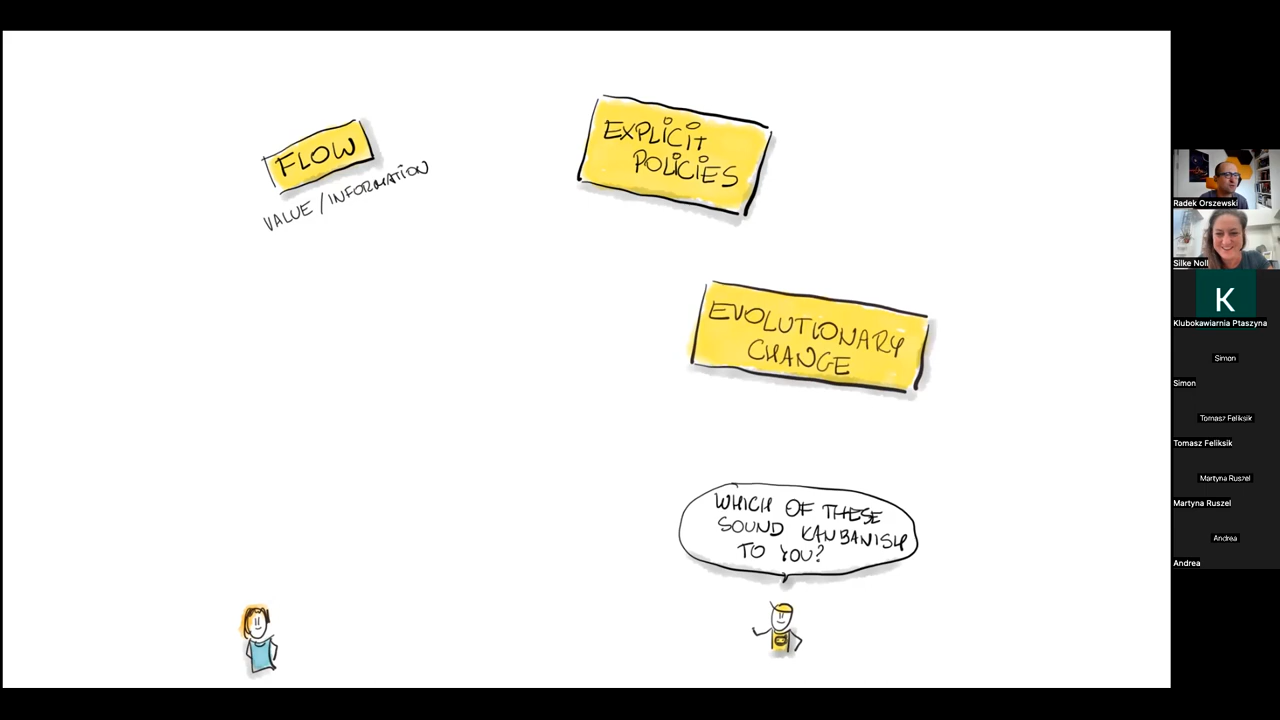 FLOW
VALUE / INFORMATION
EXPLICIT
POLICIES
EVOLUTIONARY
CHANGE
WHICH OF THESE
SOUND KANBANISH
TO YOU?
Radek Orszewski
Silke Noll
K
Klubokawiarnia Ptaszyna
Simon
Simon
Tomasz Feliksik
Tomasz Feliksik
Martyna Ruszel
Martyna Ruszel
Andrea
Andrea